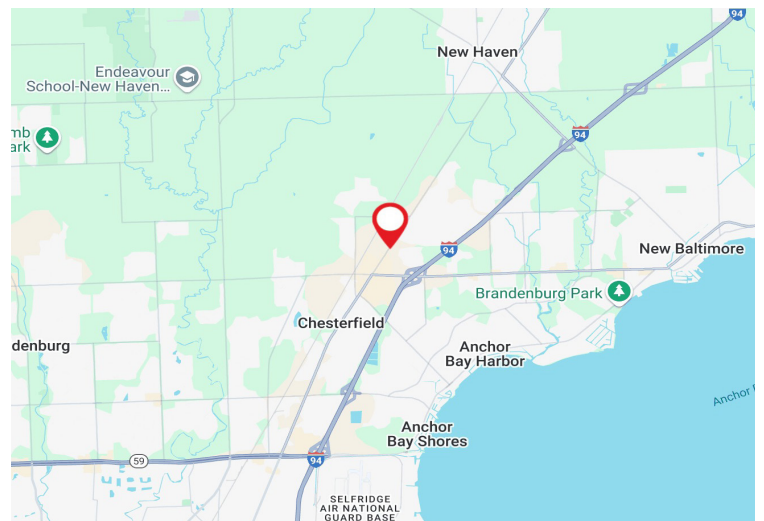 94
New Haven
Endeavour
School-New Haven...
94
mb
ark
94
New Baltimore
Brandenburg Park
Chesterfield
denburg
Anchor
Bay Harbor
Anchor
Anchor
Bay Shores
59
94
SELFRIDGE
AIR NATIONAL
GUARD BASE